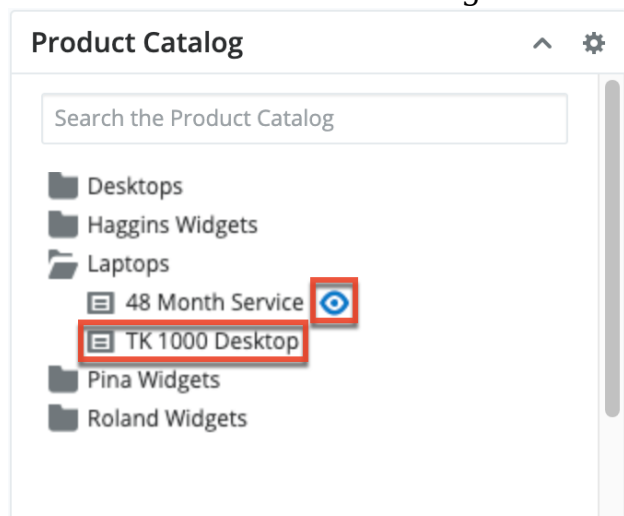 Product Catalog
Search the Product Catalog
Desktops
Haggins Widgets
Laptops
48 Month Service
TK 1000 Desktop
Pina Widgets
Roland Widgets